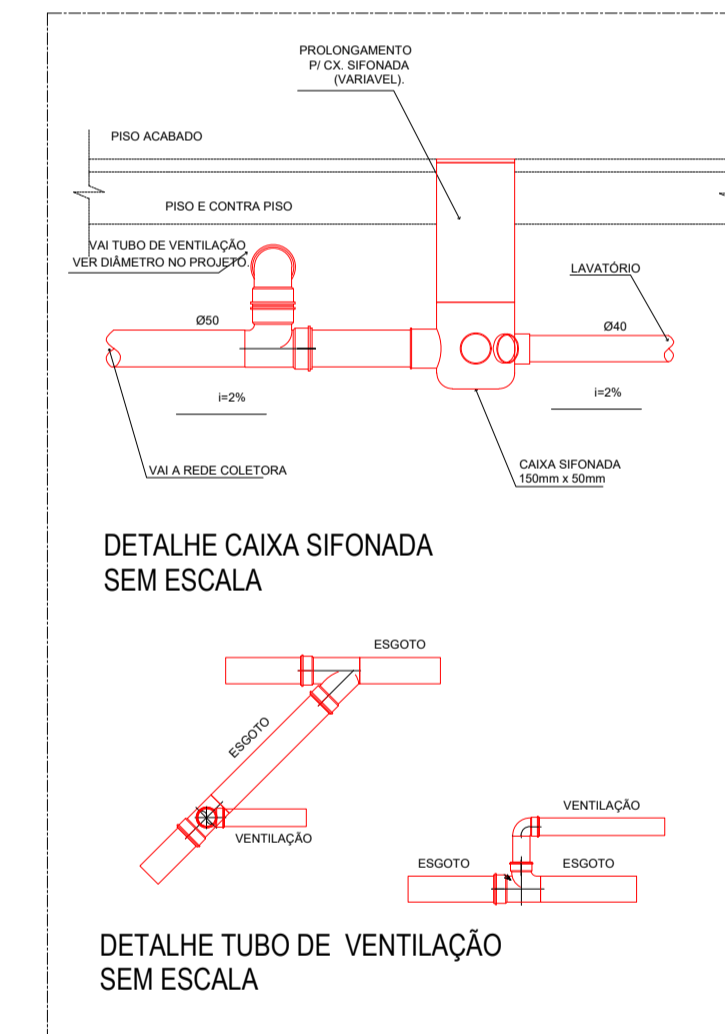 PROLONGAMENTO
P/ CX. SIFONADA
(VARIAVEL).
PISO ACABADO
PISO E CONTRA PISO
VAI TUBO DE VENTILAÇÃO
VER DIÂMETRO NO PROJETO.
LAVATÓRIO
Ø50
Ø40
i=2%
i=2%
VAI A REDE COLETORA
CAIXA SIFONADA
150mm x 50mm
DETALHE CAIXA SIFONADA
SEM ESCALA
ESGOTO
ESGOTO
VENTILAÇÃO
VENTILAÇÃO
ESGOTO
ESGOTO
DETALHE TUBO DE VENTILAÇÃO
SEM ESCALA